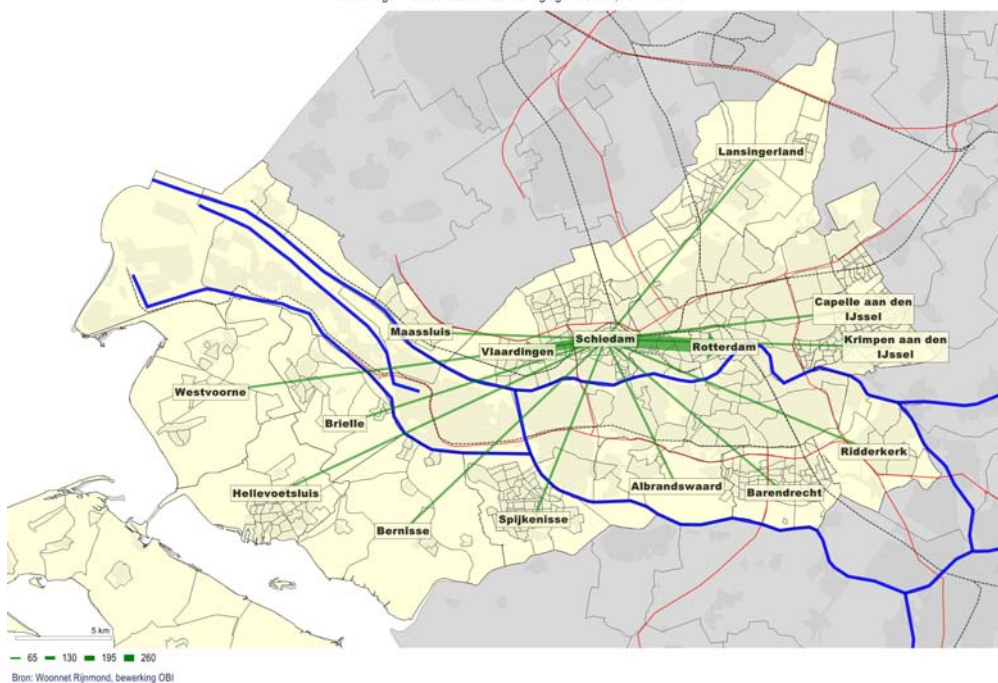 Lansingerland
Capelle aan den
IJssel
Maassluis
Schiedam
Krimpen aan den
IJssel
Vlaardingen
Rotterdam
Westvoorne
Brielle
Ridderkerk
Hellevoetsluis
Albrandswaard
Barendrecht
Spijkenisse
Bernisse
5 km
65 130 195 260
Bron: Woonnet Rijnmond, bewerking OBI